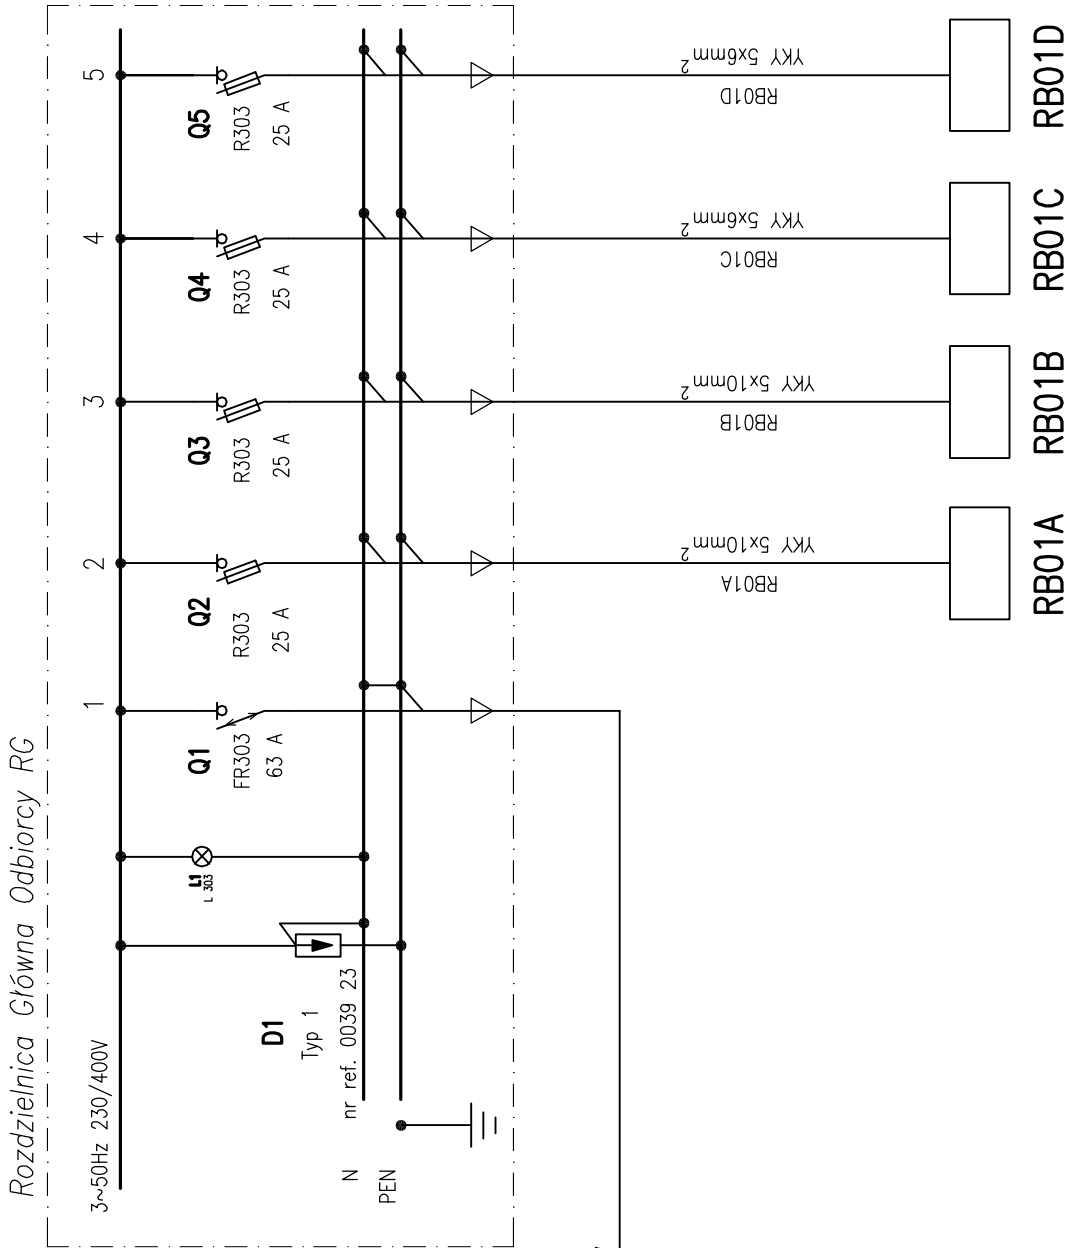 Rozdzielnica Główna Odbiorcy RG
3~50Hz 230/400V
1
2
3
4
5
L1
L 303
Q1
FR303
63 A
Q2
R303
25 A
Q3
R303
25 A
Q4
R303
25 A
Q5
R303
25 A
D1
Typ 1
nr ref. 0039 23
N
PEN
YKY 5x10mm²
RB01A
YKY 5x10mm²
RB01B
YKY 5x6mm²
RB01C
YKY 5x6mm²
RB01D
RB01A
RB01B
RB01C
RB01D